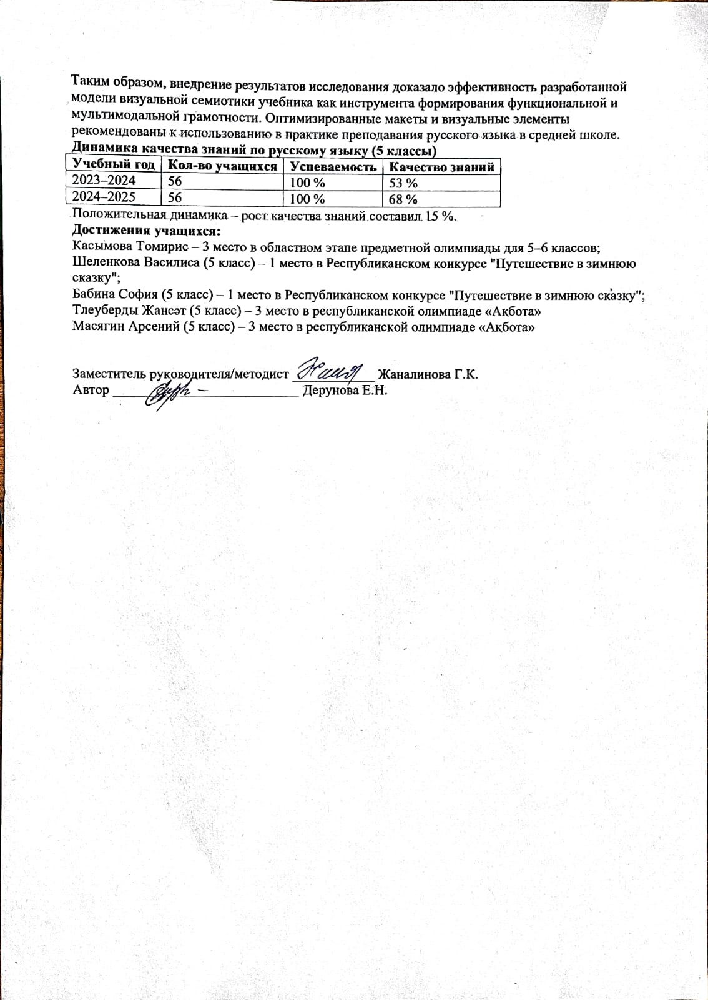 Таким образом, внедрение результатов исследования доказало эффективность разработанной
модели визуальной семиотики учебника как инструмента формирования функциональной и
мультимодальной грамотности. Оптимизированные макеты и визуальные элементы
рекомендованы к использованию в практике преподавания русского языка в средней школе.
Динамика качества знаний по русскому языку (5 классы)
Учебный год Кол-во учащихся Успеваемость Качество знаний
2023–2024 56 100 % 53 %
2024–2025 56 100 % 68 %
Положительная динамика – рост качества знаний составил 15 %.
Достижения учащихся:
Касымова Томирис – 3 место в областном этапе предметной олимпиады для 5–6 классов;
Шеленкова Василиса (5 класс) – 1 место в Республиканском конкурсе "Путешествие в зимнюю
сказку";
Бабина София (5 класс) – 1 место в Республиканском конкурсе "Путешествие в зимнюю сказку";
Тлеуберды Жансәт (5 класс) – 3 место в республиканской олимпиаде «Ақбота»
Масягин Арсений (5 класс) – 3 место в республиканской олимпиаде «Ақбота»
Заместитель руководителя/методист Жаналинова Г.К.
Автор Дерунова Е.Н.